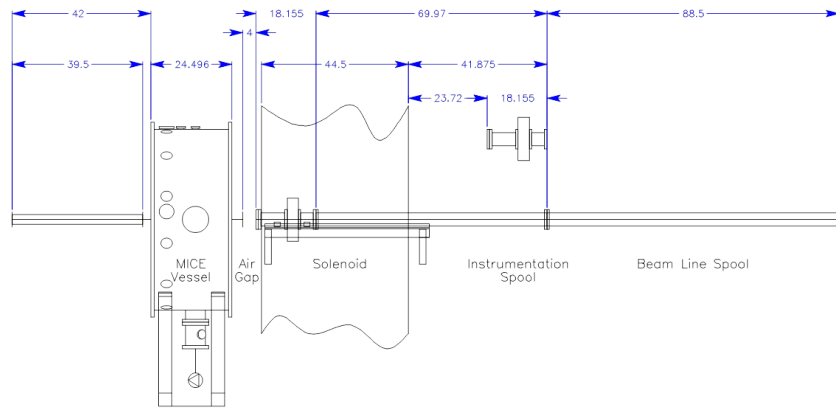 42
18.155
69.97
88.5
4
39.5
24.496
44.5
41.875
23.72
18.155
MICE
Vessel
Air
Gap
Solenoid
Instrumentation
Spool
Beam Line Spool